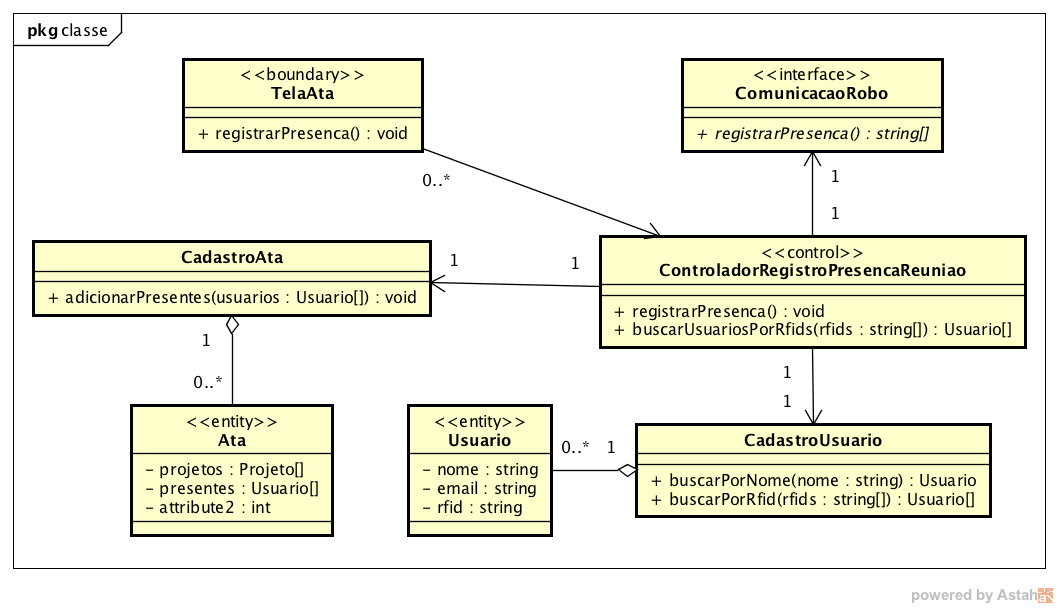 pkg classe
<<boundary>>
TelaAta
+ registrarPresenca() : void
<<interface>>
ComunicacaoRobo
+ registrarPresenca() : string[]
0..*
1
1
<<control>>
ControladorRegistroPresencaReuniao
+ registrarPresenca() : void
+ buscarUsuariosPorRfids(rfids : string[]) : Usuario[]
CadastroAta
+ adicionarPresentes(usuarios : Usuario[]) : void
1
1
1
0..*
1
1
<<entity>>
Ata
- projetos : Projeto[]
- presentes : Usuario[]
- attribute2 : int
<<entity>>
Usuario
- nome : string
- email : string
- rfid : string
0..*
1
CadastroUsuario
+ buscarPorNome(nome : string) : Usuario
+ buscarPorRfid(rfids : string[]) : Usuario[]
powered by Astah